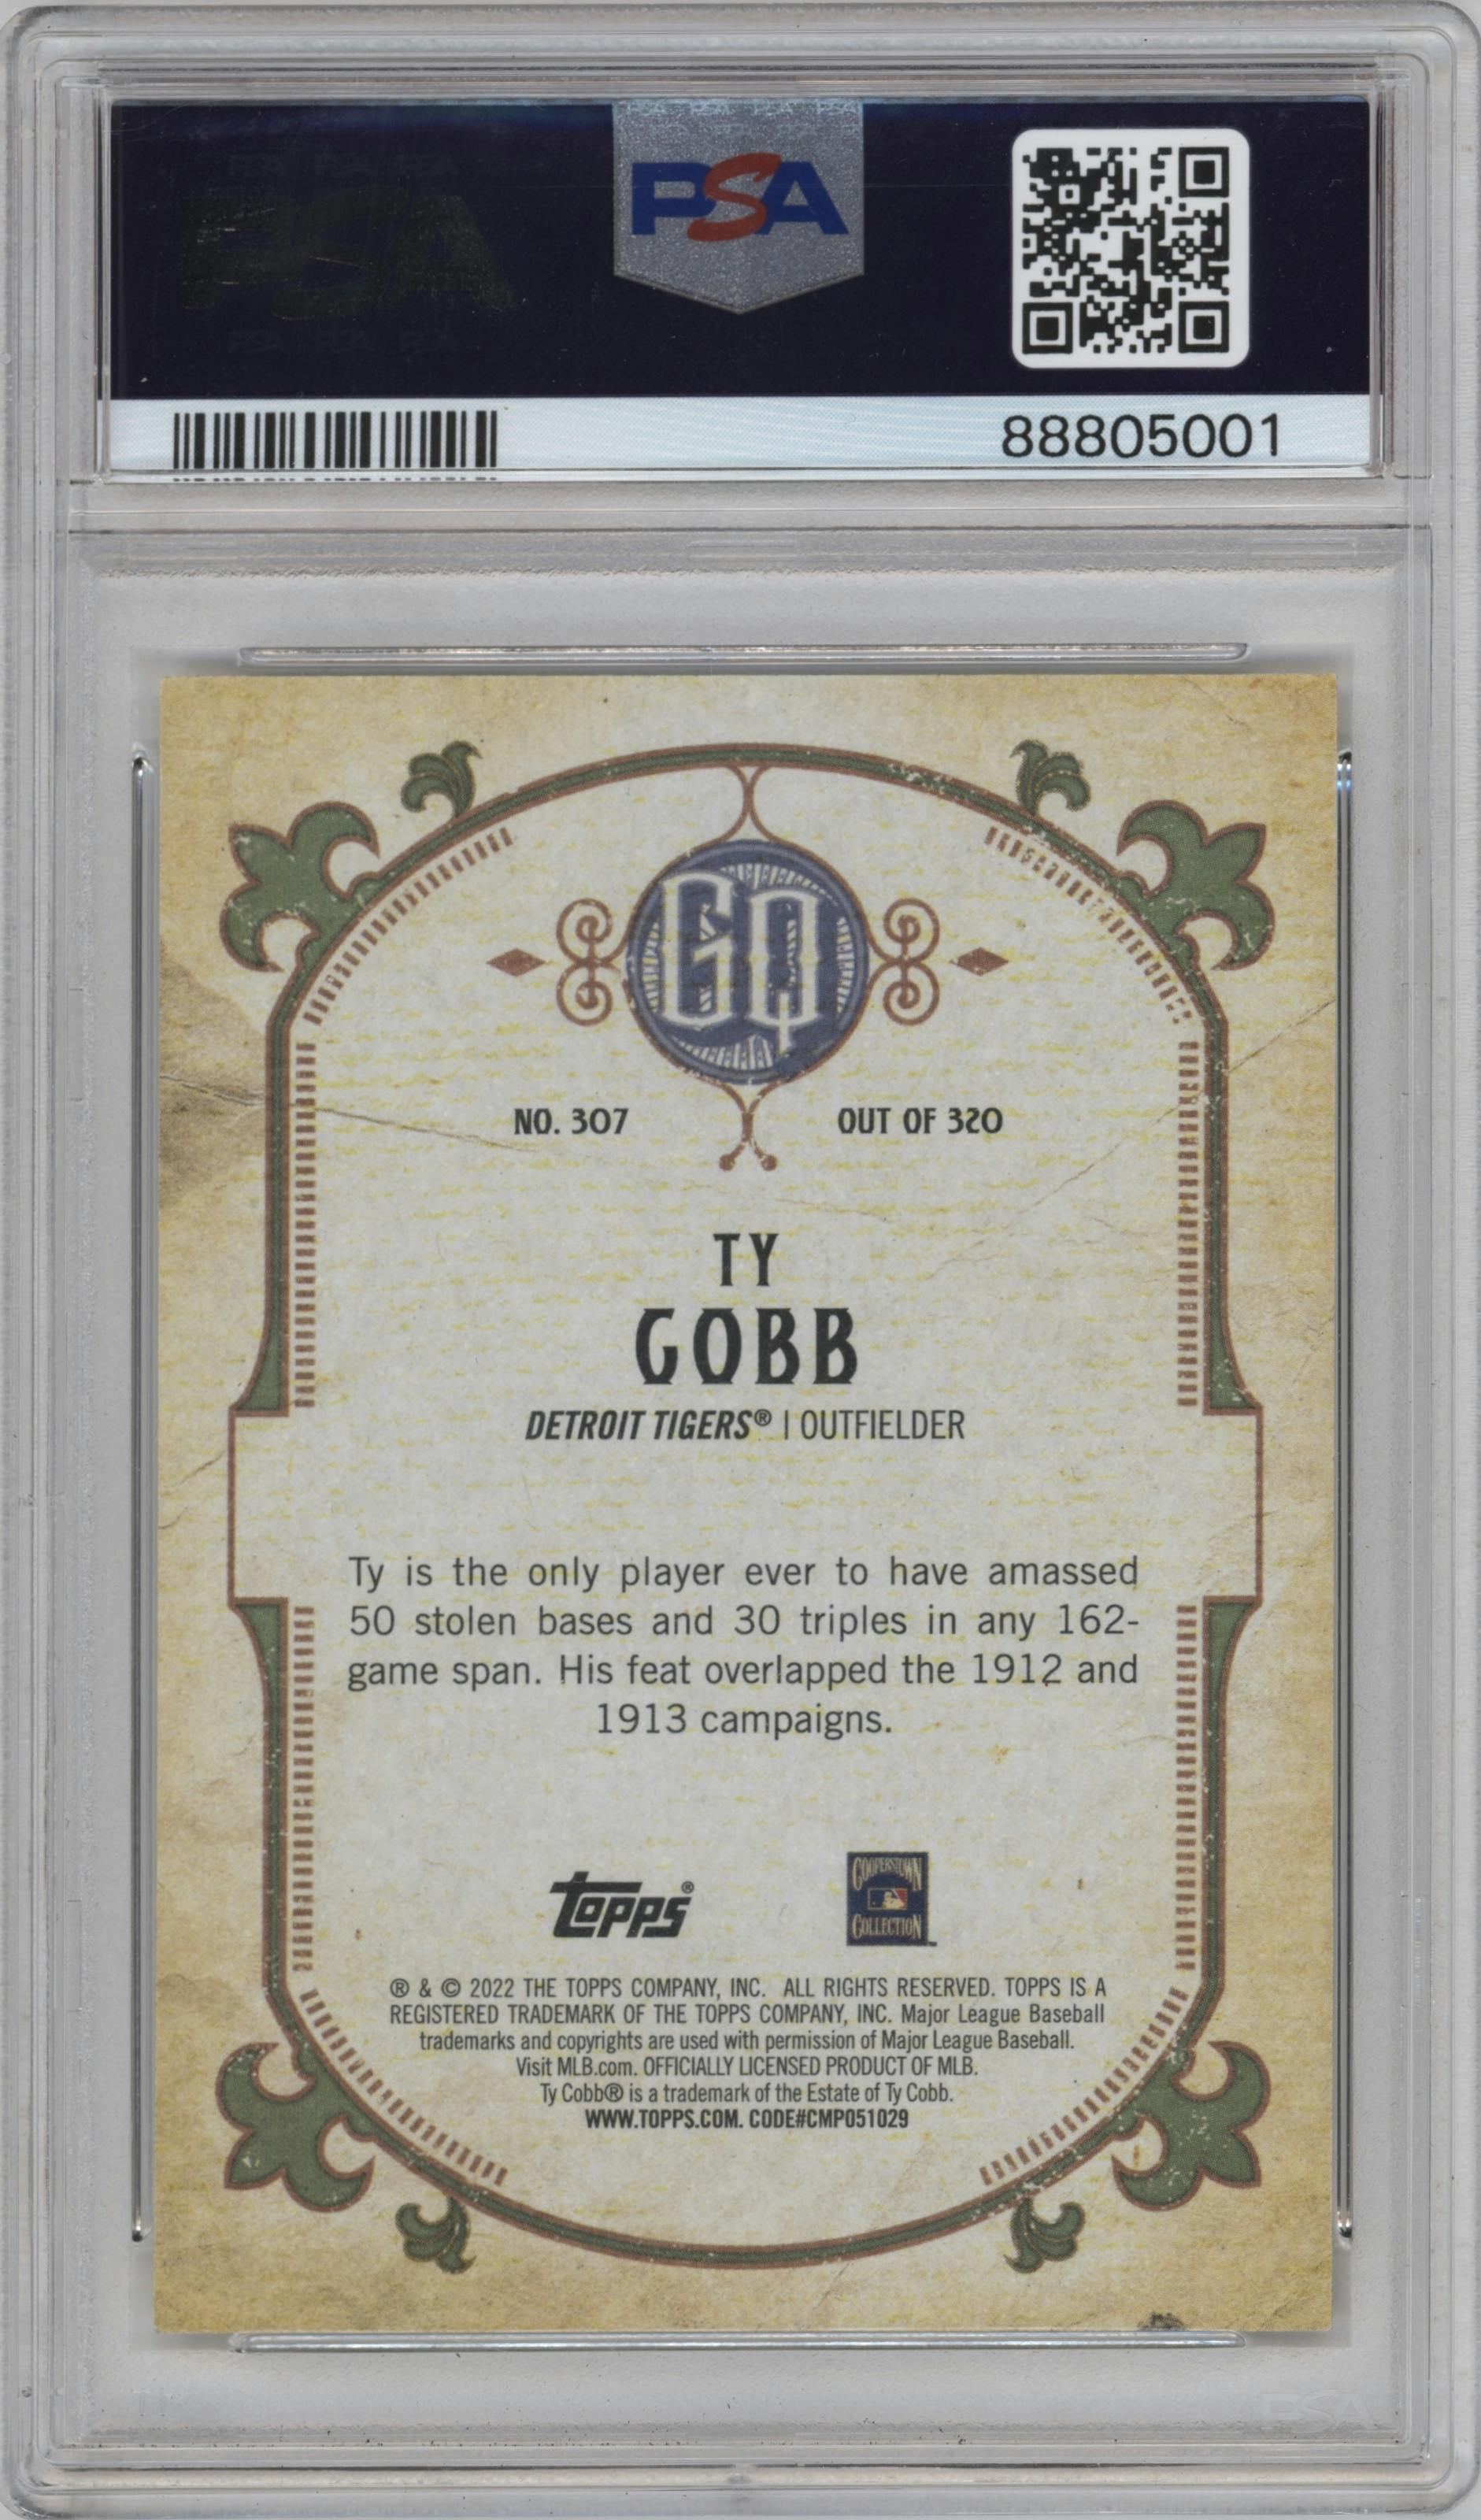 PSA
88805001
GQ
NO. 307 OUT OF 320
TY
COBB
DETROIT TIGERS® | OUTFIELDER
Ty is the only player ever to have amassed
50 stolen bases and 30 triples in any 162-
game span. His feat overlapped the 1912 and
1913 campaigns.
topps®
COOPERSTOWN
COLLECTION
® & © 2022 THE TOPPS COMPANY, INC. ALL RIGHTS RESERVED. TOPPS IS A
REGISTERED TRADEMARK OF THE TOPPS COMPANY, INC. Major League Baseball
trademarks and copyrights are used with permission of Major League Baseball.
Visit MLB.com. OFFICIALLY LICENSED PRODUCT OF MLB.
Ty Cobb® is a trademark of the Estate of Ty Cobb.
WWW.TOPPS.COM. CODE#CMP051029
PSA